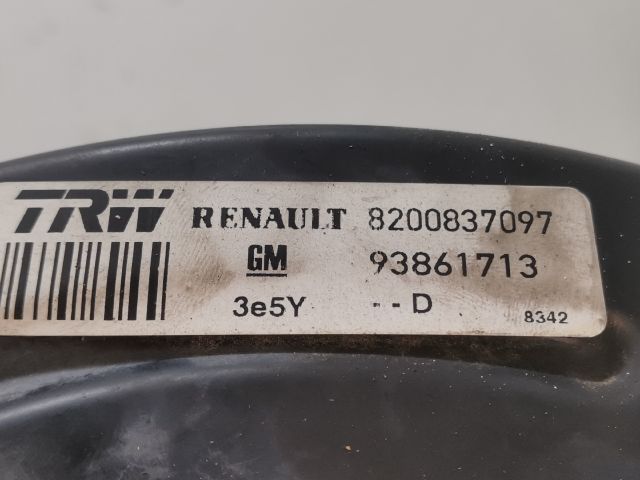 TRW RENAULT 8200837097
GM 93861713
3e5Y -- D 8342